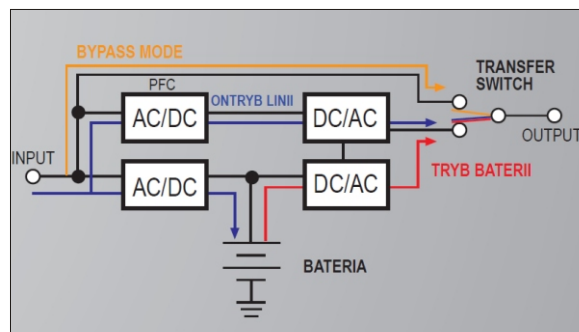 BYPASS MODE
TRANSFER
SWITCH
PFC
AC/DC
ONTRYB LINII
DC/AC
OUTPUT
INPUT
AC/DC
DC/AC
TRYB BATERII
BATERIA